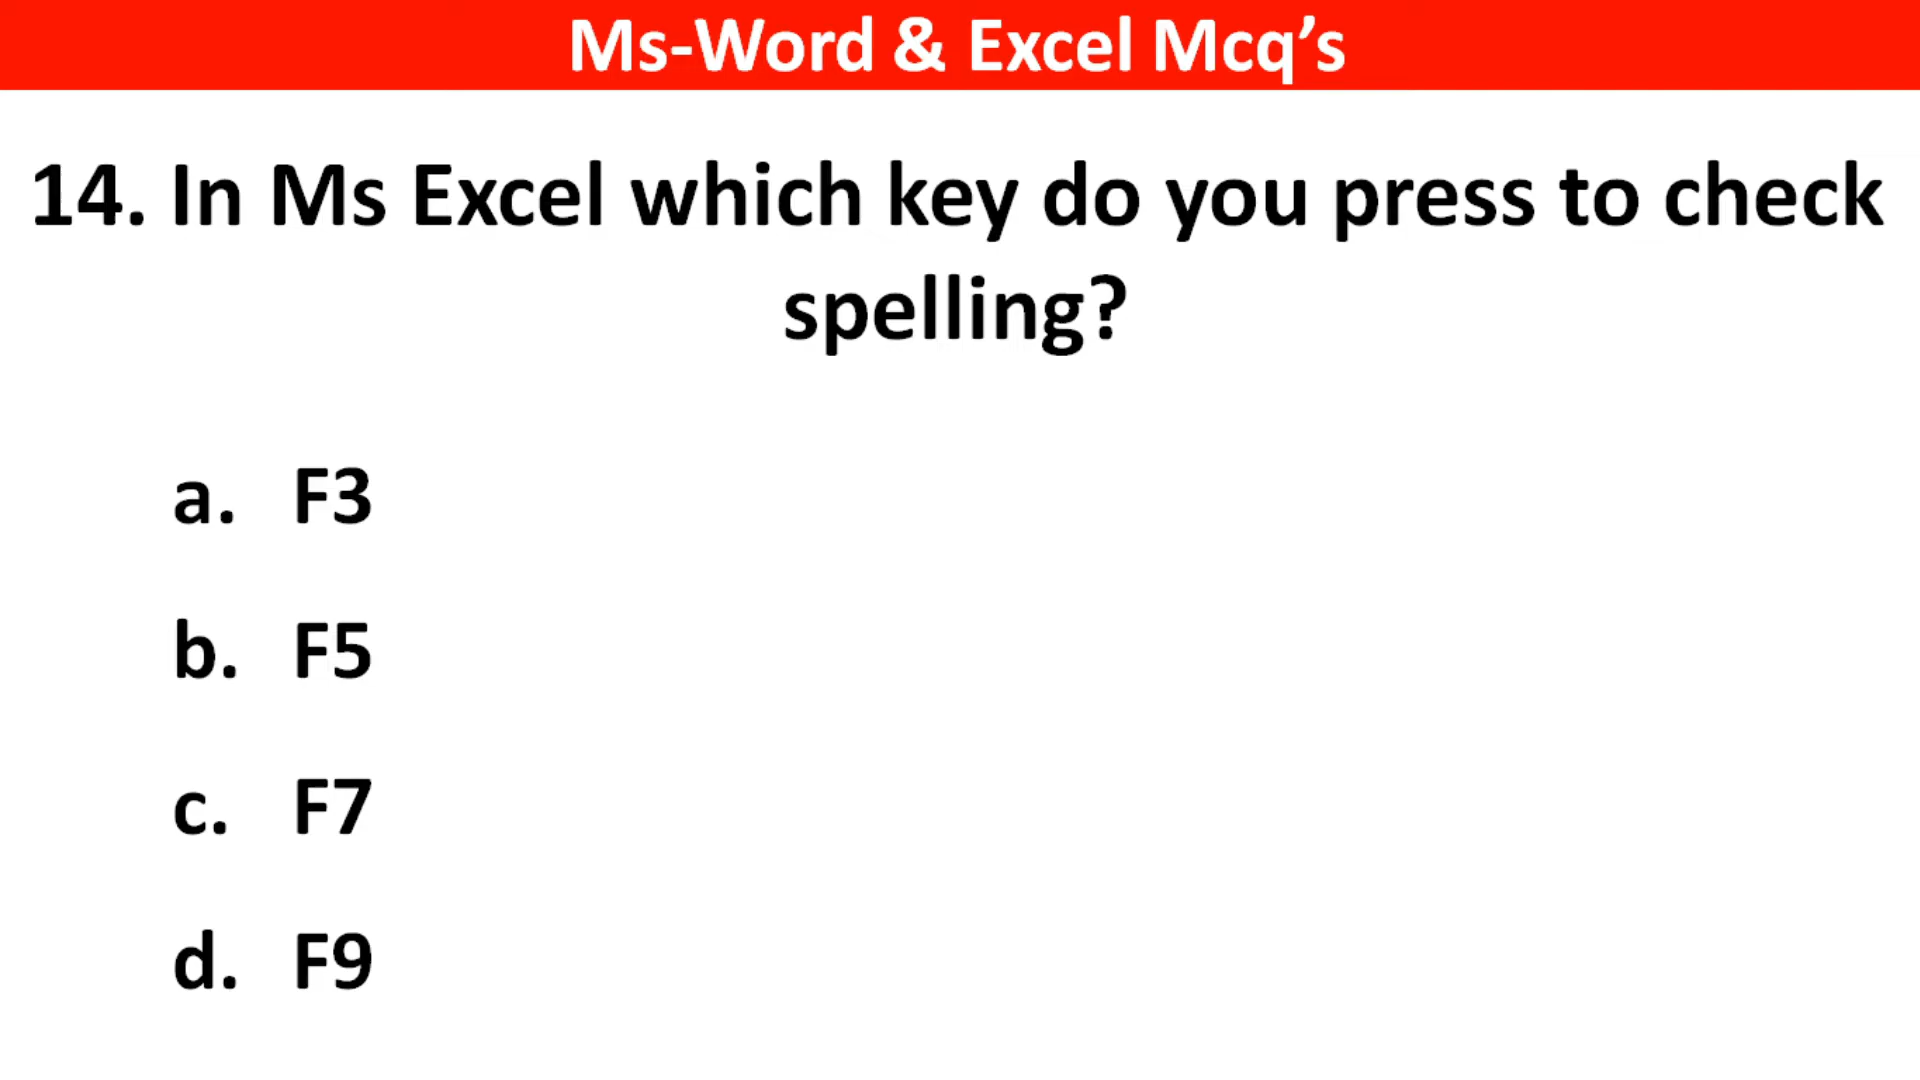 Ms-Word & Excel Mcq’s
14. In Ms Excel which key do you press to check
spelling?
a. F3
b. F5
c. F7
d. F9